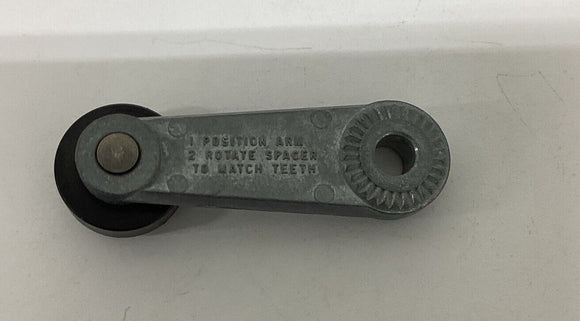 1 POSITION ARM
2 ROTATE SPACER
TO MATCH TEETH